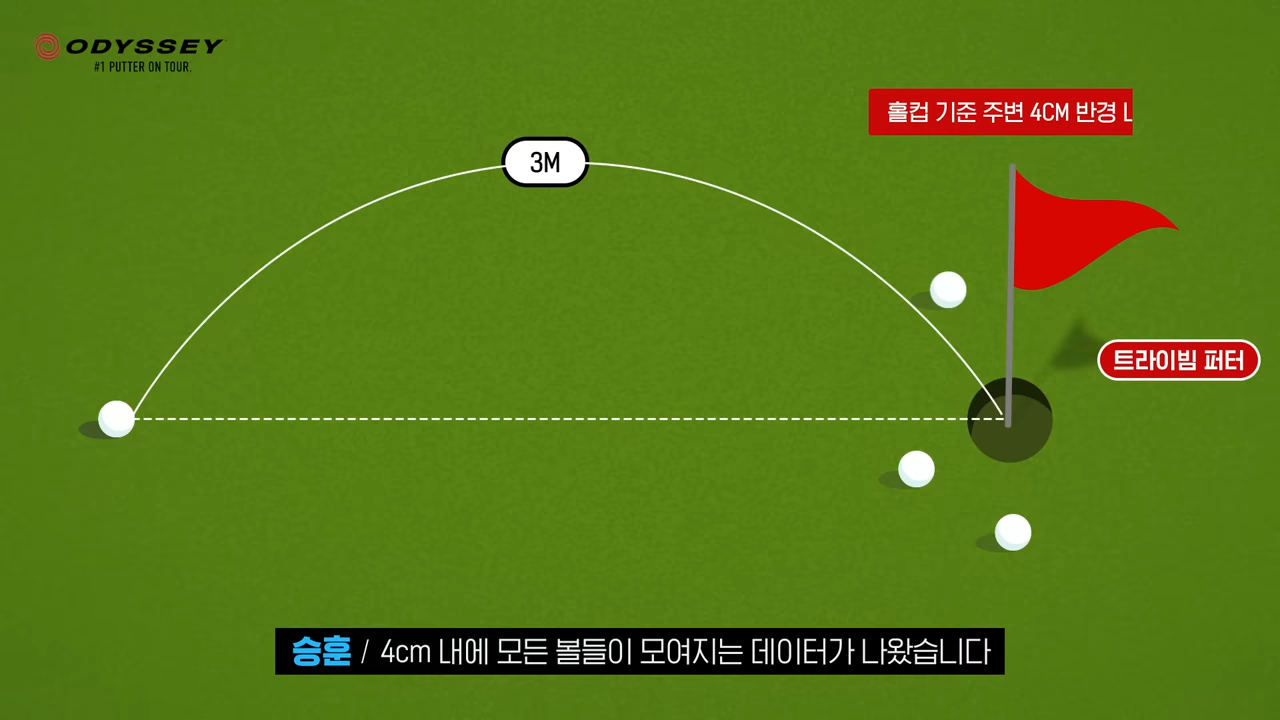 ODYSSEY
#1 PUTTER ON TOUR.
홀컵 기준 주변 4CM 반경
3M
트라이빔 퍼터
승훈 / 4cm 내에 모든 볼들이 모여지는 데이터가 나왔습니다